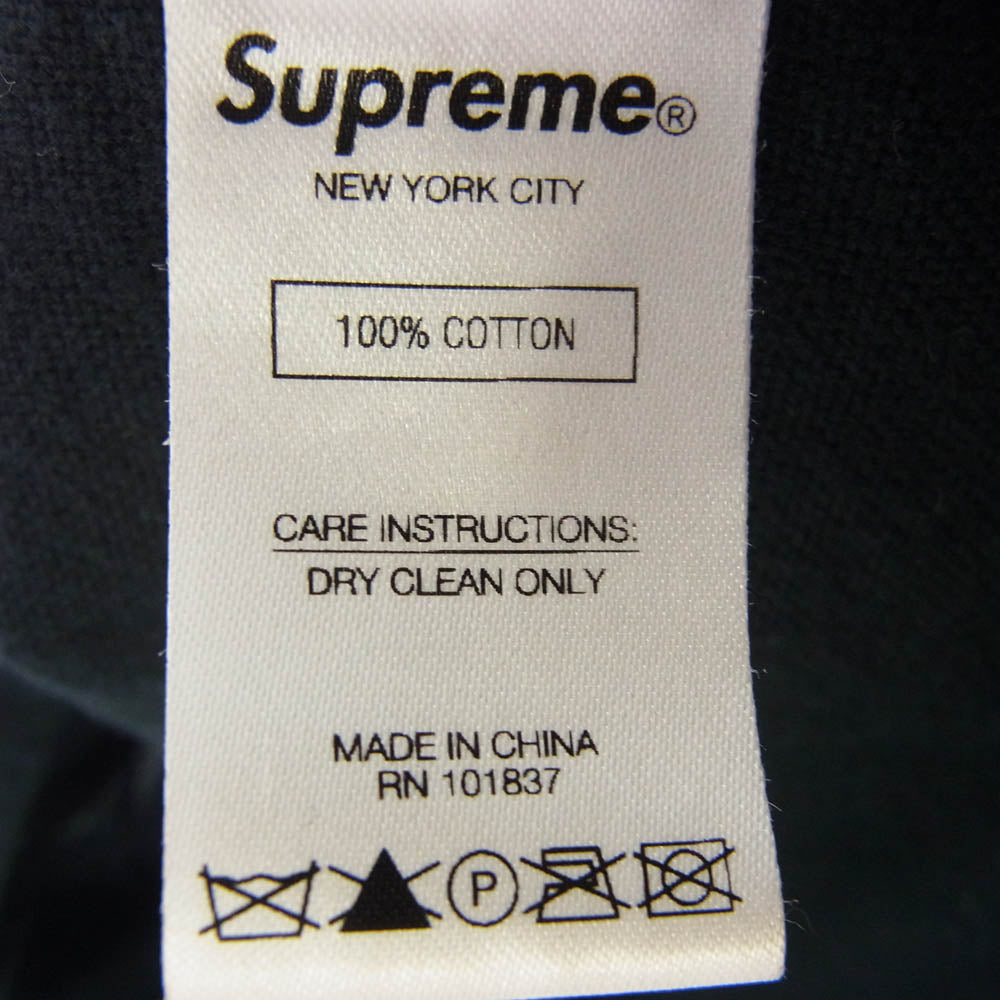 Supreme®
NEW YORK CITY
100% COTTON
CARE INSTRUCTIONS:
DRY CLEAN ONLY
MADE IN CHINA
RN 101837
P